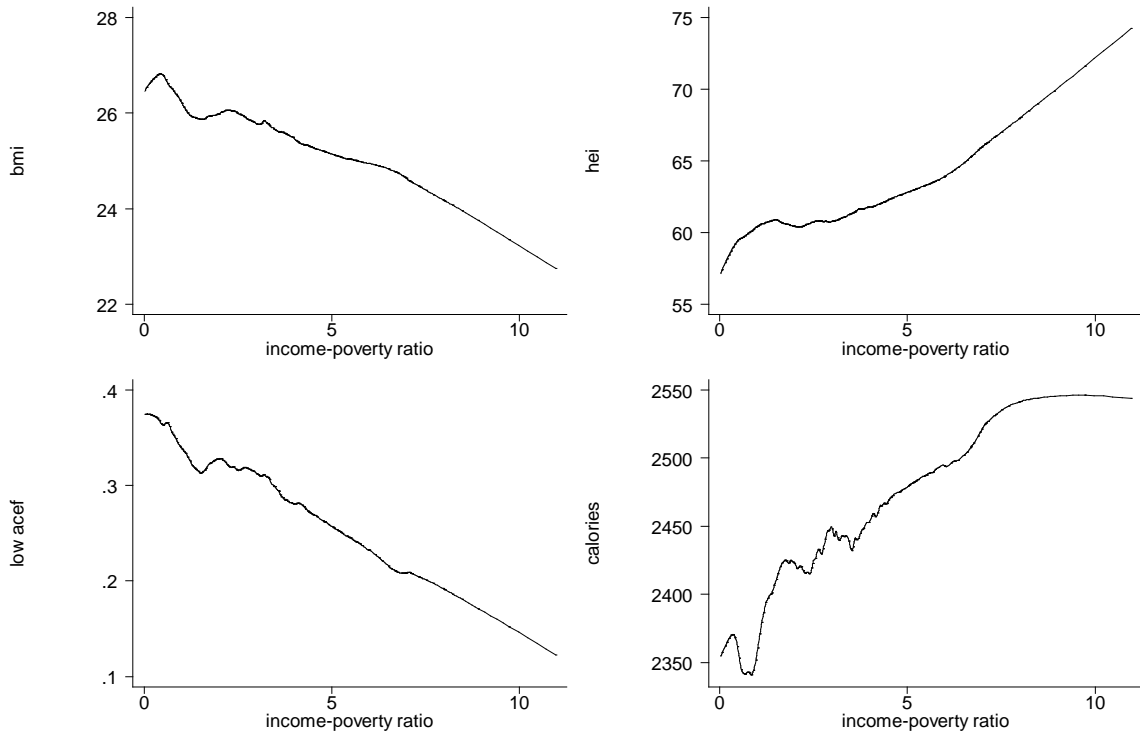 bmi
28
26
24
22
0 5 10
income-poverty ratio
hei
75
70
65
60
55
0 5 10
income-poverty ratio
low acef
.4
.3
.2
.1
0 5 10
income-poverty ratio
calories
2550
2500
2450
2400
2350
0 5 10
income-poverty ratio